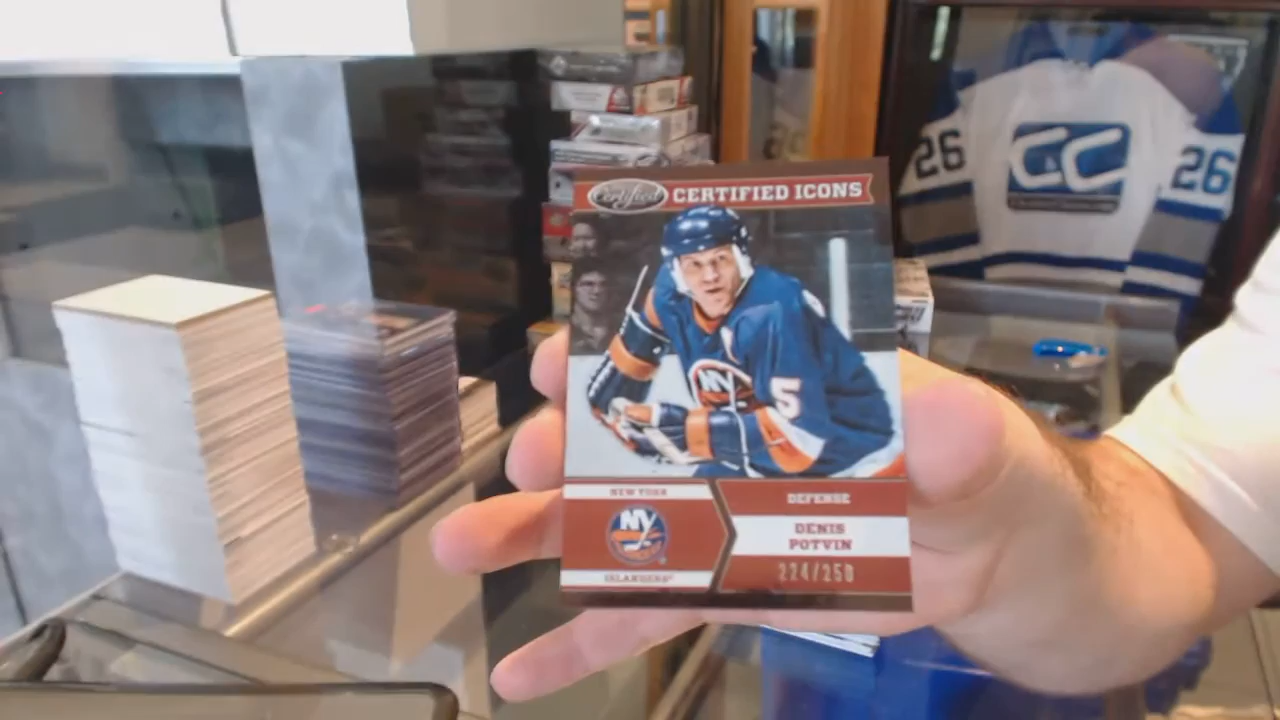 Certified CERTIFIED ICONS
NY
5
NEW YORK
NY
ISLANDERS
DEFENSE
DENIS
POTVIN
224/250
26
CC
26